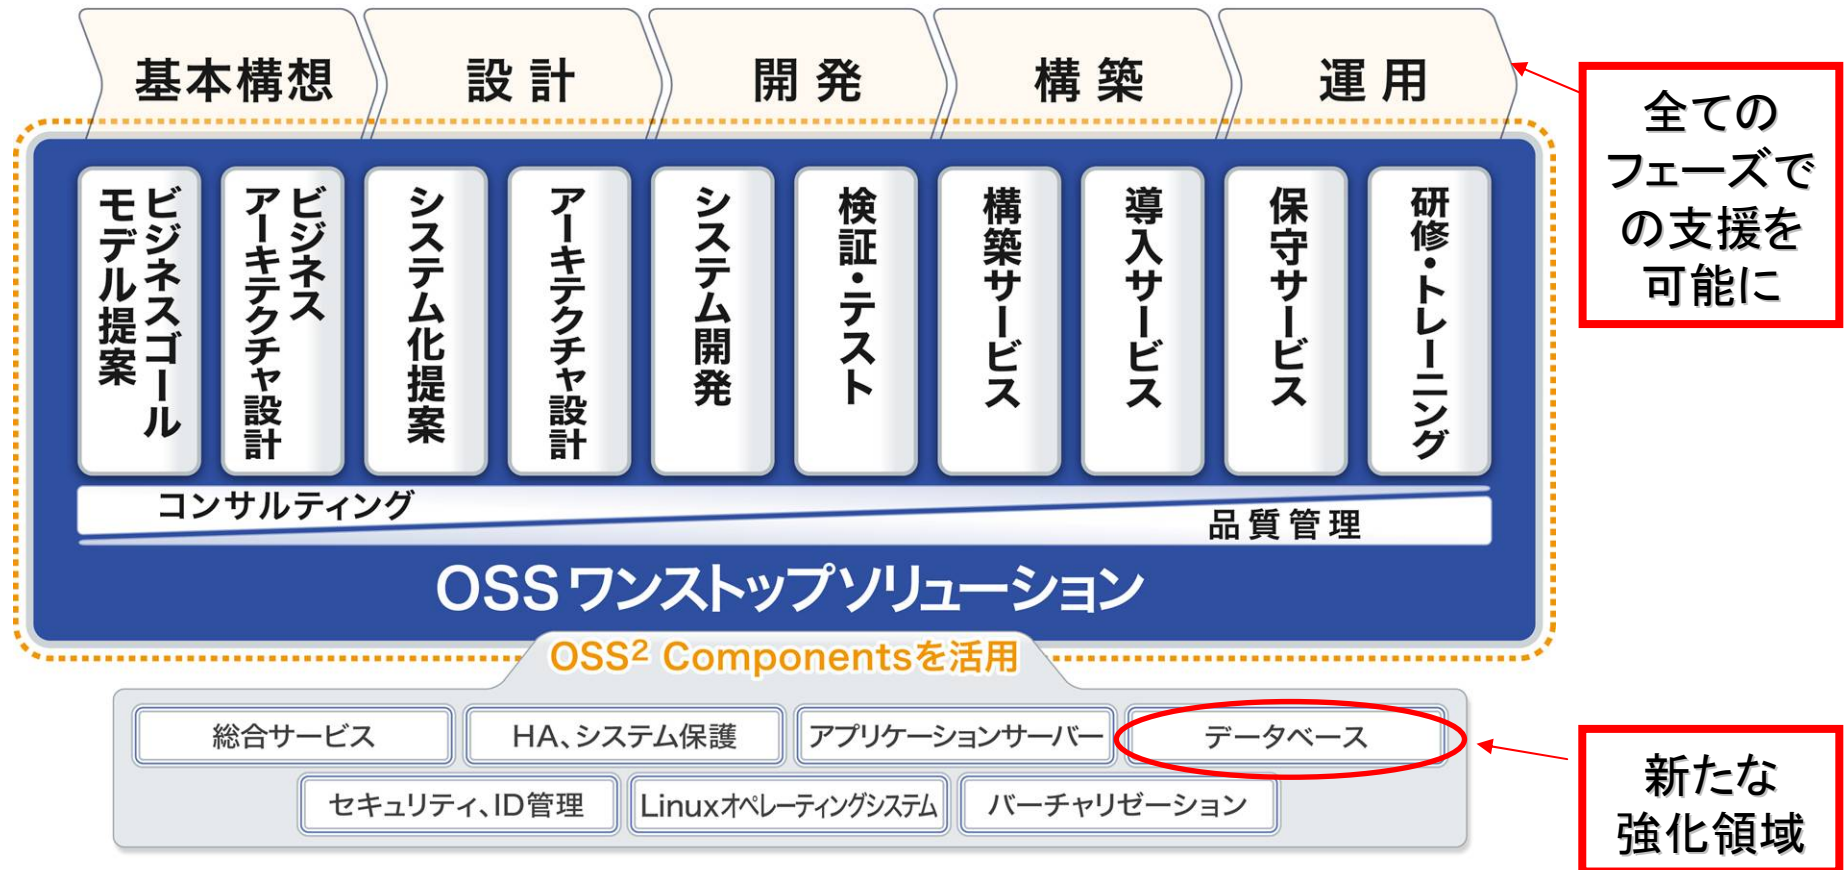 基本構想
設計
開発
構築
運用
全ての
フェーズで
の支援を
可能に
ビジネスゴール
モデル提案
ビジネス
アーキテクチャ設計
システム化提案
アーキテクチャ設計
システム開発
検証・テスト
構築サービス
導入サービス
保守サービス
研修・トレーニング
コンサルティング
品質管理
OSSワンストップソリューション
OSS² Componentsを活用
総合サービス
HA、システム保護
アプリケーションサーバー
データベース
セキュリティ、ID管理
Linuxオペレーティングシステム
バーチャリゼーション
新たな
強化領域